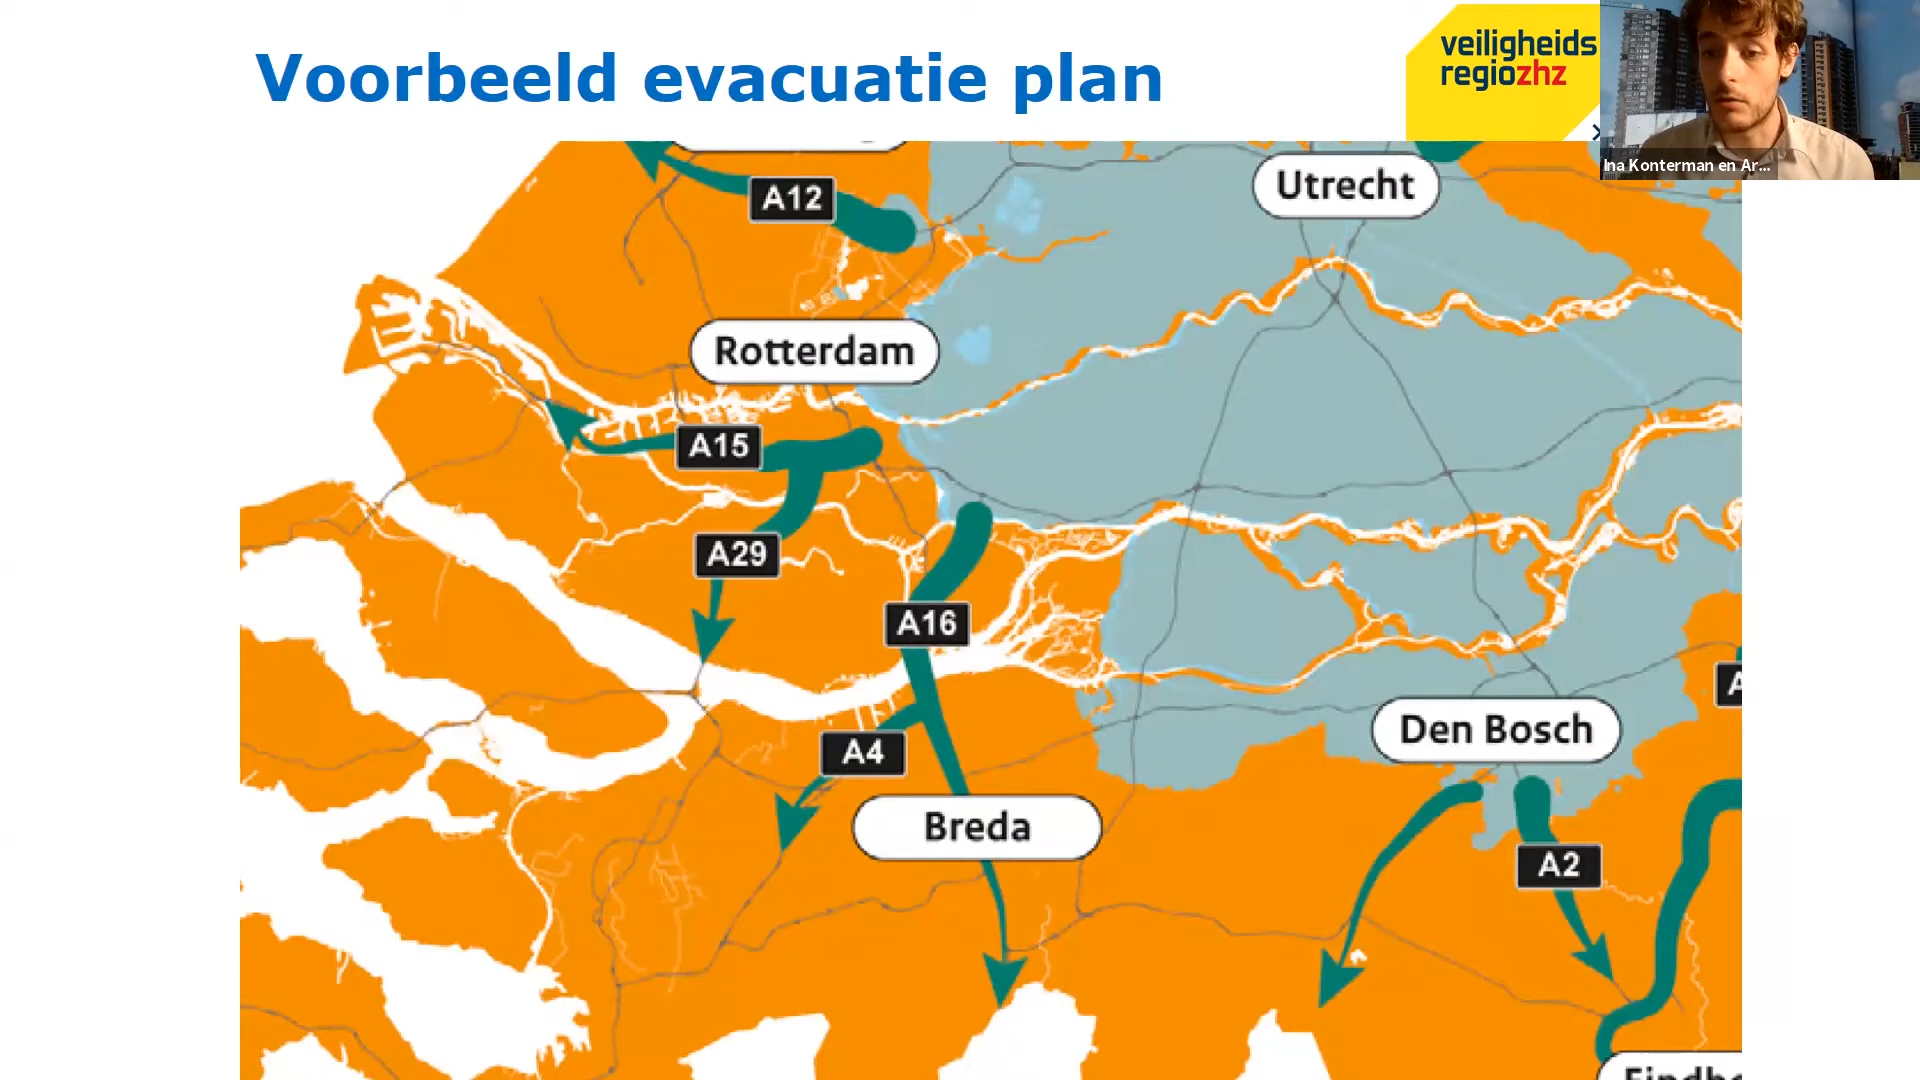 Voorbeeld evacuatie plan
veiligheids
regiozhz
Ina Konterman en Ar...
A12
Utrecht
Rotterdam
A15
A29
A16
A4
Den Bosch
Breda
A2